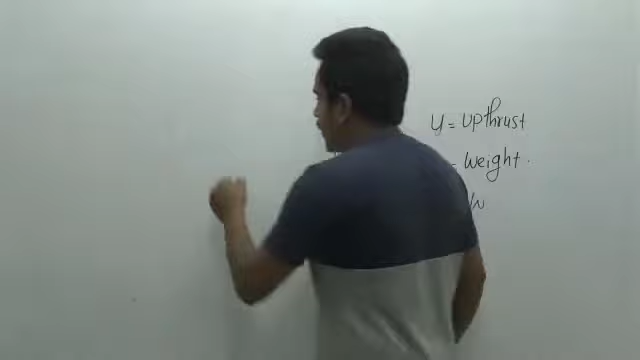 U = Upthrust
= Weight.
W